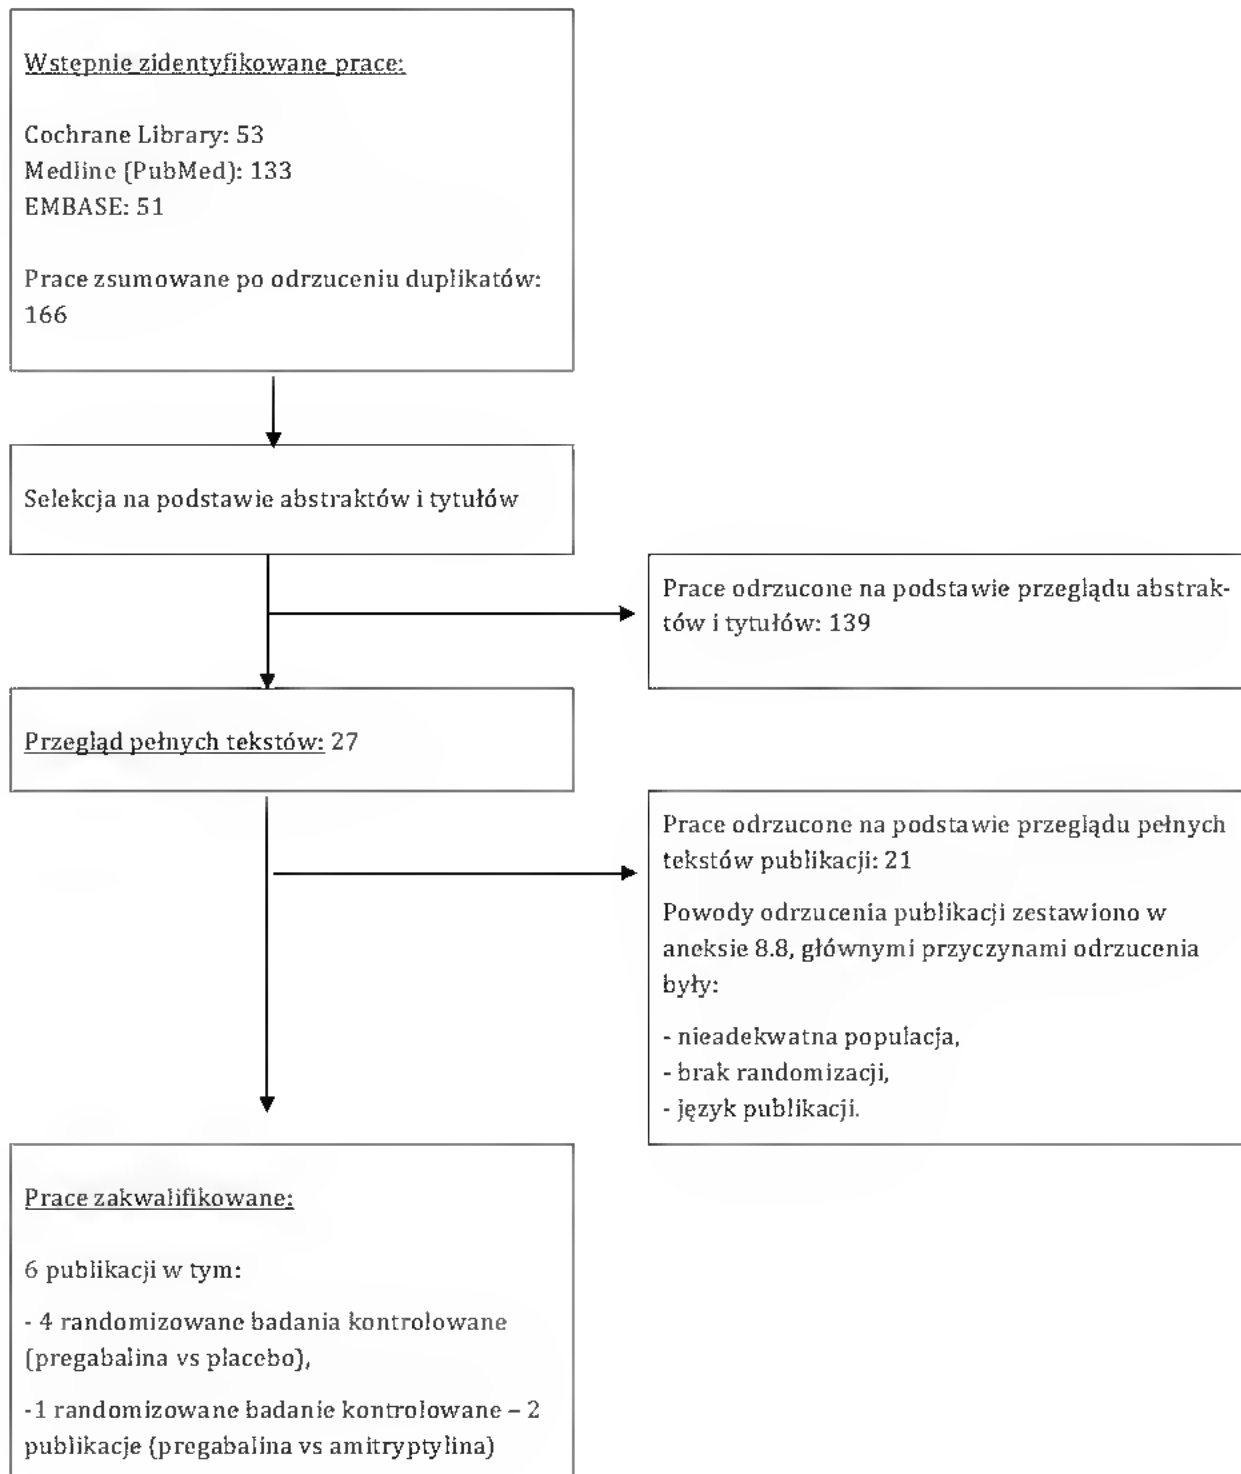 Wstępnie zidentyfikowane prace:
Cochrane Library: 53
Medline (PubMed): 133
EMBASE: 51
Prace zsumowane po odrzuceniu duplikatów:
166
Selekcja na podstawie abstraktów i tytułów
Prace odrzucone na podstawie przeglądu abstrak-
tów i tytułów: 139
Przegląd pełnych tekstów: 27
Prace odrzucone na podstawie przeglądu pełnych
tekstów publikacji: 21
Powody odrzucenia publikacji zestawiono w
aneksie 8.8, głównymi przyczynami odrzucenia
były:
- nieadekwatna populacja,
- brak randomizacji,
- język publikacji.
Prace zakwalifikowane:
6 publikacji w tym:
- 4 randomizowane badania kontrolowane
(pregabalina vs placebo),
-1 randomizowane badanie kontrolowane – 2
publikacje (pregabalina vs amitryptylina)